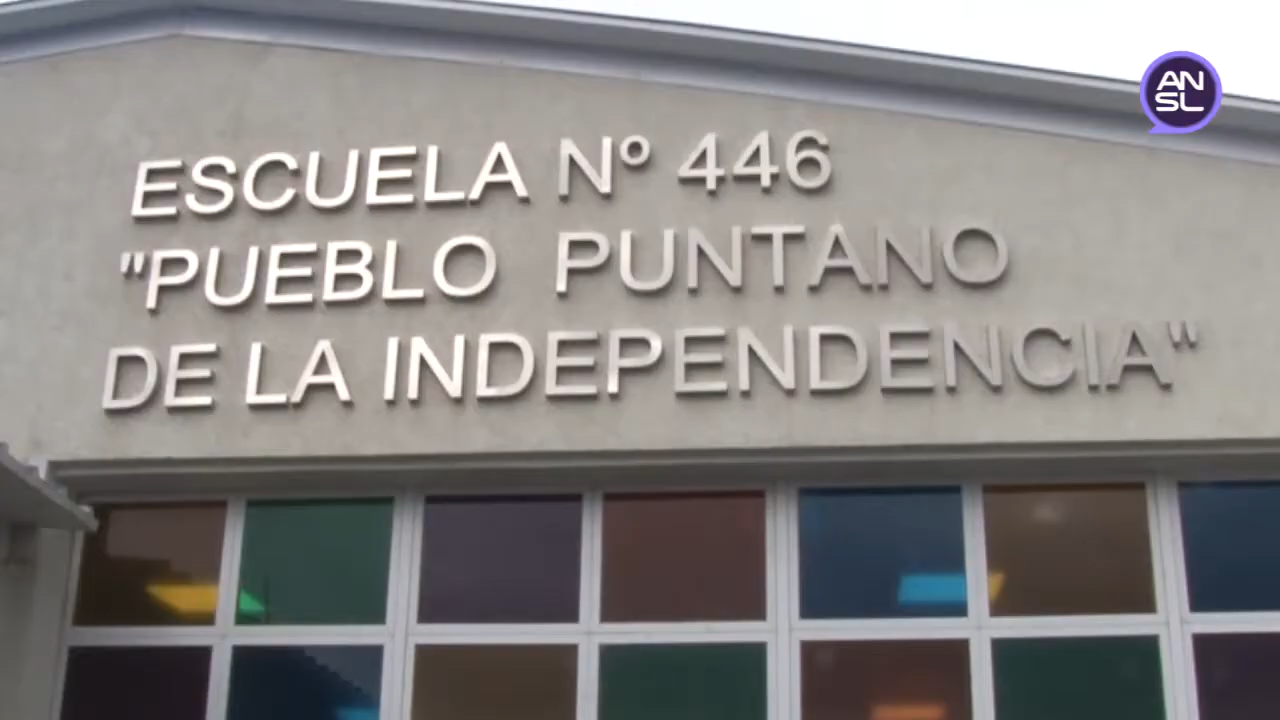 ESCUELA Nº 446
"PUEBLO PUNTANO
DE LA INDEPENDENCIA"
AN
SL